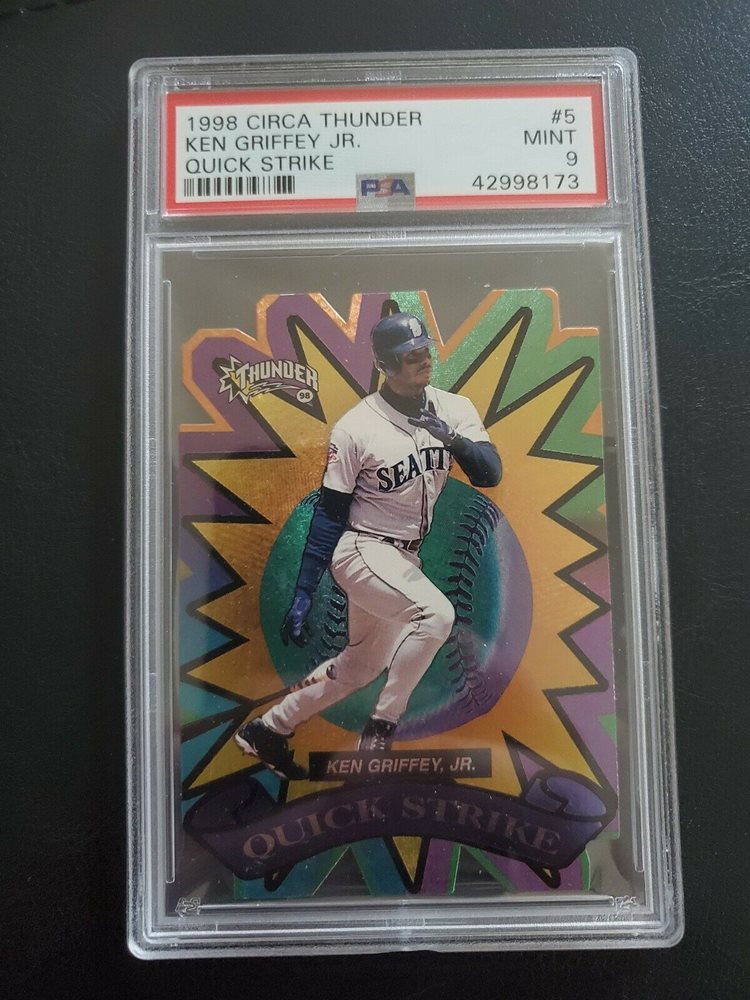 1998 CIRCA THUNDER #5
KEN GRIFFEY JR. MINT
QUICK STRIKE 9
PSA 42998173
THUNDER
98
SEATT
KEN GRIFFEY, JR.
QUICK STRIKE